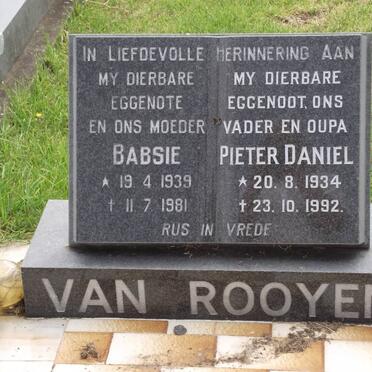 IN LIEFDEVOLLE HERINNERING AAN
MY DIERBARE
EGGENOTE
EN ONS MOEDER
BABSIE
* 19. 4. 1939
† 11. 7. 1981
MY DIERBARE
EGGENOOT, ONS
VADER EN OUPA
PIETER DANIEL
* 20. 8. 1934
† 23. 10. 1992.
RUS IN VREDE
VAN ROOYEN